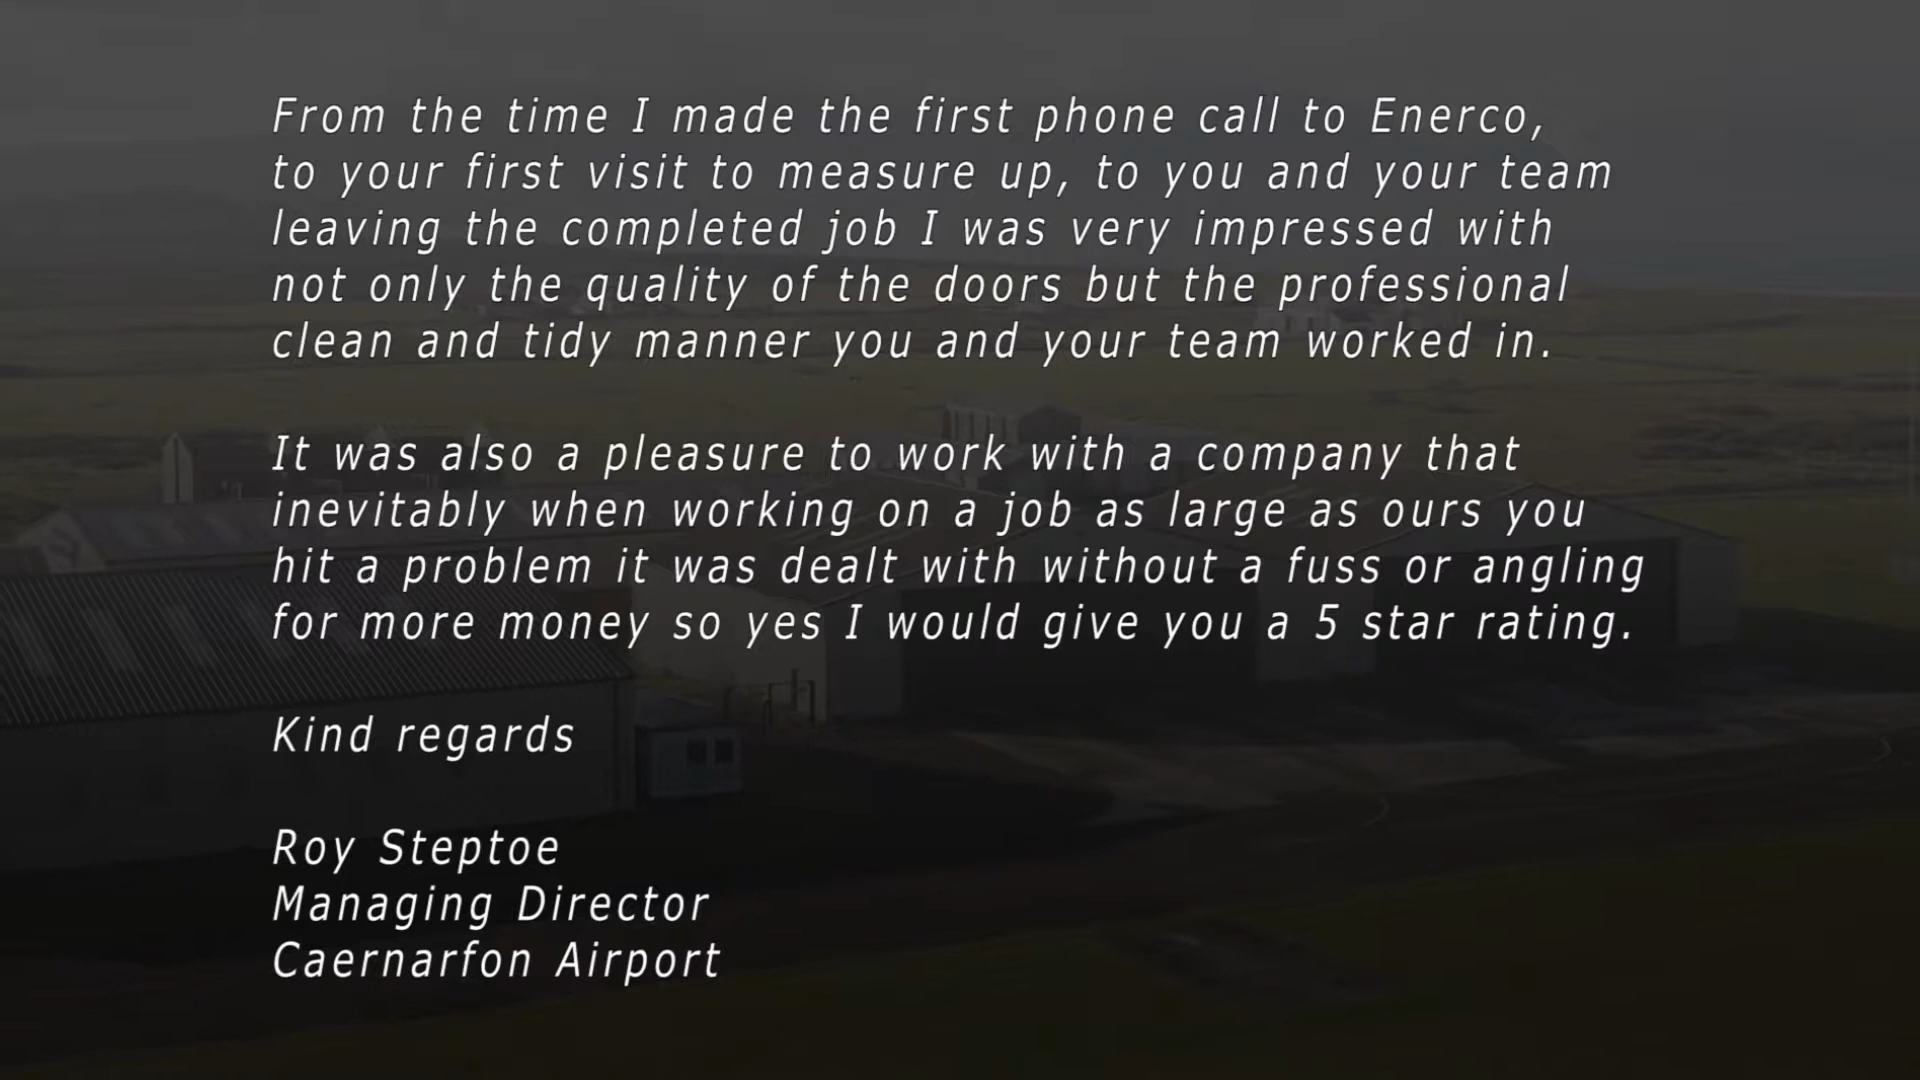 From the time I made the first phone call to Enerco,
to your first visit to measure up, to you and your team
leaving the completed job I was very impressed with
not only the quality of the doors but the professional
clean and tidy manner you and your team worked in.
It was also a pleasure to work with a company that
inevitably when working on a job as large as ours you
hit a problem it was dealt with without a fuss or angling
for more money so yes I would give you a 5 star rating.
Kind regards
Roy Steptoe
Managing Director
Caernarfon Airport